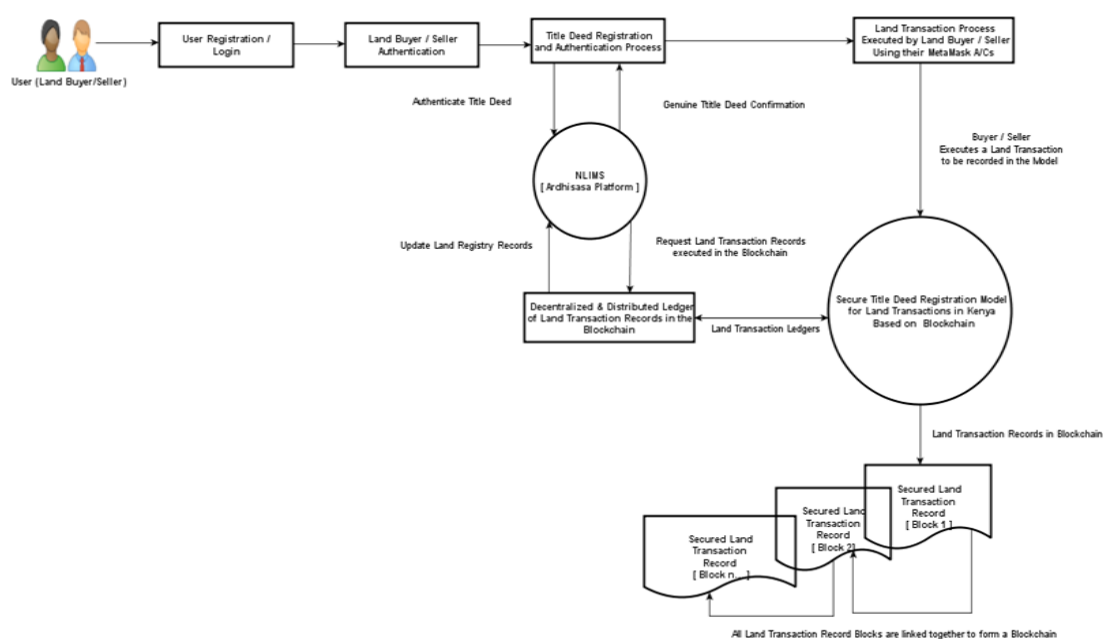 User (Land Buyer/Seller)
User Registration /
Login
Land Buyer / Seller
Authentication
Title Deed Registration
and Authentication Process
Land Transaction Process
Executed by Land Buyer / Seller
Using their MetaMask A/Cs
Authenticate Title Deed
Genuine Ttitle Deed Confirmation
Buyer / Seller
Executes a Land Transaction
to be recorded in the Model
NLIMS
[ Ardhisasa Platform ]
Update Land Registry Records
Request Land Transaction Records
executed in the Blockchain
Decentralized & Distributed Ledger
of Land Transaction Records in the
Blockchain
Land Transaction Ledgers
Secure Title Deed Registration Model
for Land Transactions in Kenya
Based on Blockchain
Land Transaction Records in Blockchain
Secured Land
Transaction
Record
[ Block 1 ]
Secured Land
Transaction
Record
[ Block 2]
Secured Land
Transaction
Record
[ Block n... ]
All Land Transaction Record Blocks are linked together to form a Blockchain